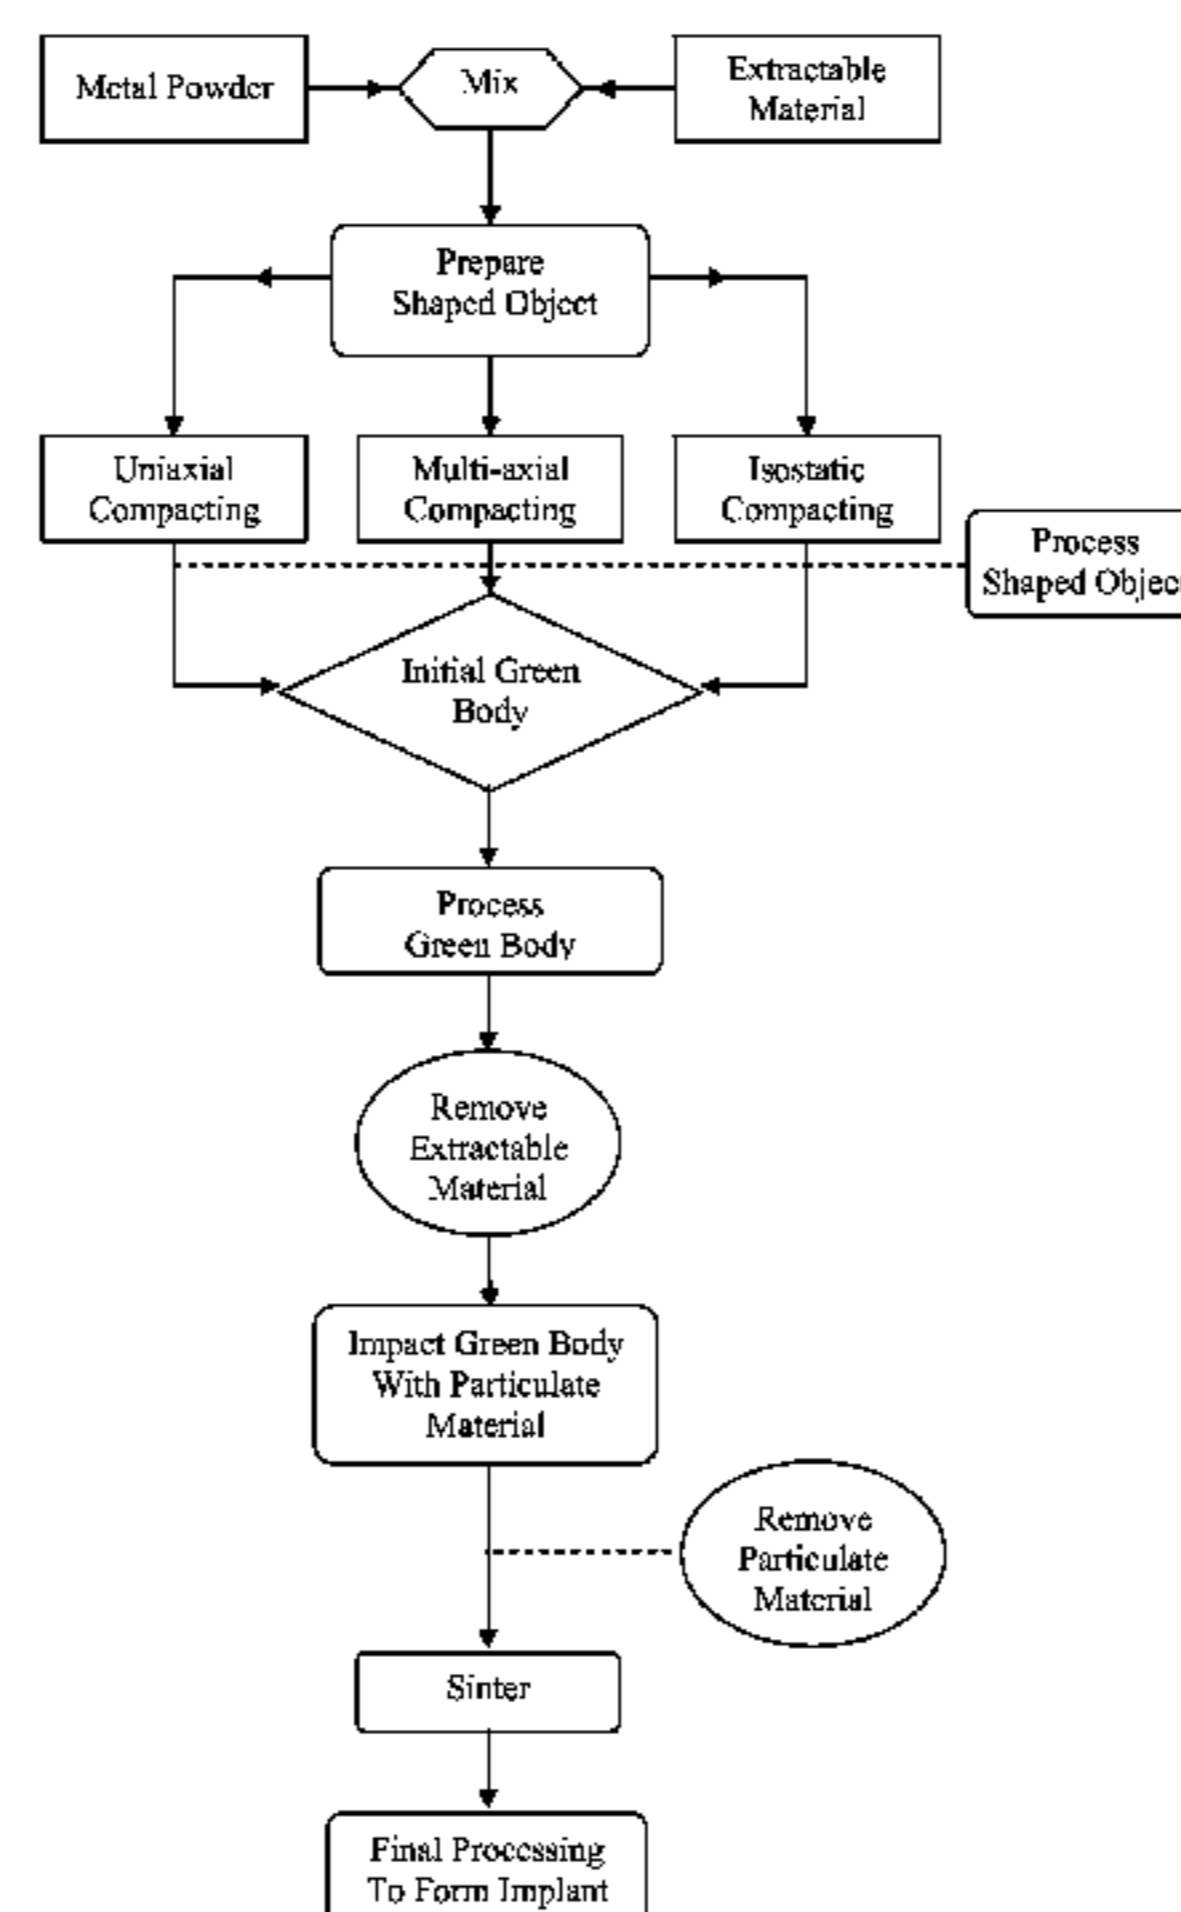 Metal Powder
Mix
Extractable
Material
Prepare
Shaped Object
Uniaxial
Compacting
Multi-axial
Compacting
Isostatic
Compacting
Process
Shaped Object
Initial Green
Body
Process
Green Body
Remove
Extractable
Material
Impact Green Body
With Particulate
Material
Remove
Particulate
Material
Sinter
Final Processing
To Form Implant